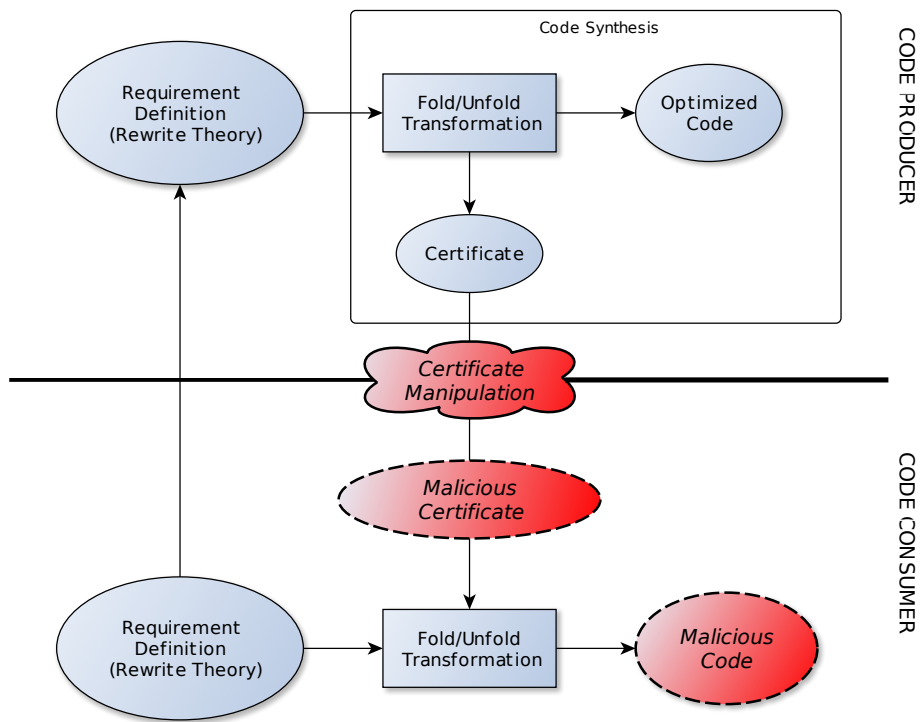 Code Synthesis
CODE PRODUCER
Requirement
Definition
(Rewrite Theory)
Fold/Unfold
Transformation
Optimized
Code
Certificate
Certificate
Manipulation
CODE CONSUMER
Malicious
Certificate
Requirement
Definition
(Rewrite Theory)
Fold/Unfold
Transformation
Malicious
Code